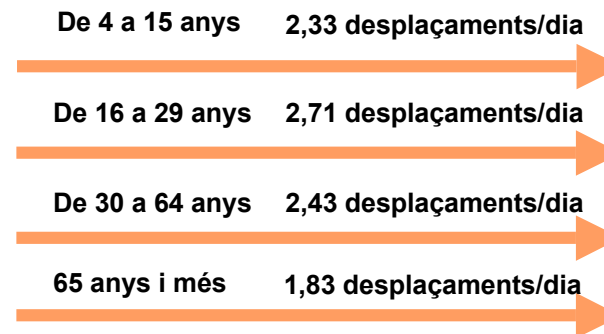 De 4 a 15 anys 2,33 desplaçaments/dia
De 16 a 29 anys 2,71 desplaçaments/dia
De 30 a 64 anys 2,43 desplaçaments/dia
65 anys i més 1,83 desplaçaments/dia